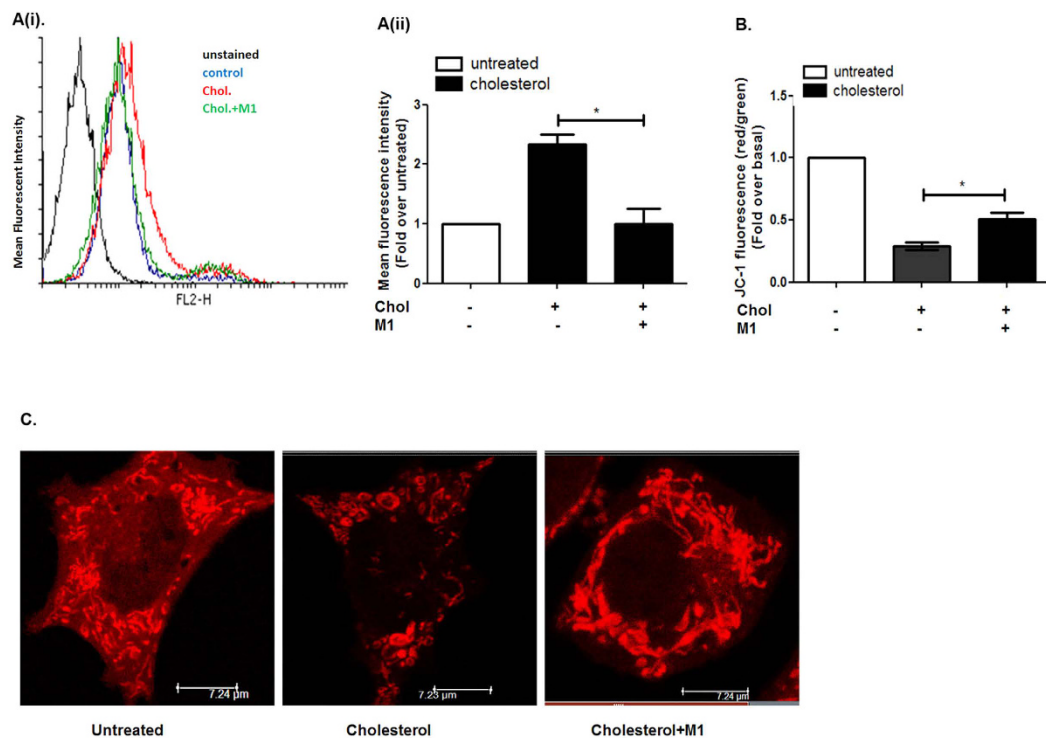 A(i).
unstained
control
Chol.
Chol.+M1
Mean Fluorescent Intensity
FL2-H
A(ii)
untreated
cholesterol
Mean fluorescence intensity
(Fold over untreated)
3
2
1
0
*
Chol - + +
M1 - - +
B.
untreated
cholesterol
JC-1 fluorescence (red/green)
(Fold over basal)
1.5
1.0
0.5
0.0
*
Chol - + +
M1 - - +
C.
7.24 µm
7.23 µm
7.24 µm
Untreated
Cholesterol
Cholesterol+M1